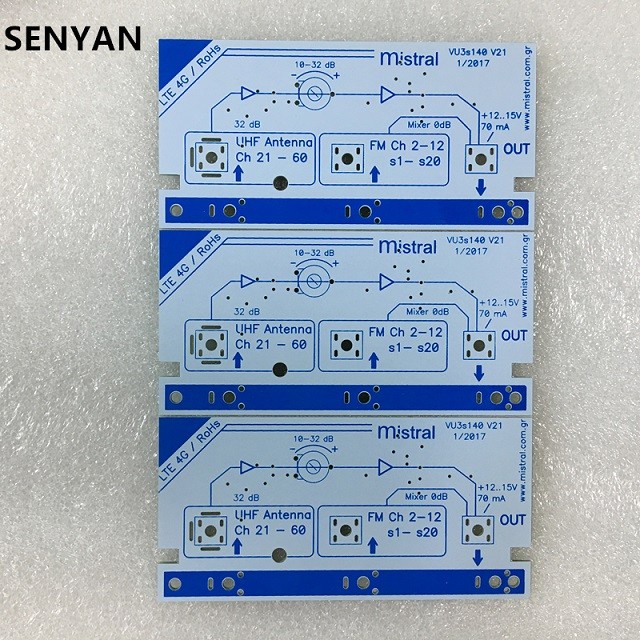 SENYAN
LTE 4G / RoHs
10-32 dB
mistral
VU3s140 V21
1/2017
www.mistral.com.gr
32 dB
Mixer 0dB
+12..15V
70 mA
UHF Antenna
Ch 21 - 60
FM Ch 2-12
s1- s20
OUT
LTE 4G / RoHs
10-32 dB
mistral
VU3s140 V21
1/2017
www.mistral.com.gr
32 dB
Mixer 0dB
+12..15V
70 mA
UHF Antenna
Ch 21 - 60
FM Ch 2-12
s1- s20
OUT
LTE 4G / RoHs
10-32 dB
mistral
VU3s140 V21
1/2017
www.mistral.com.gr
32 dB
Mixer 0dB
+12..15V
70 mA
UHF Antenna
Ch 21 - 60
FM Ch 2-12
s1- s20
OUT